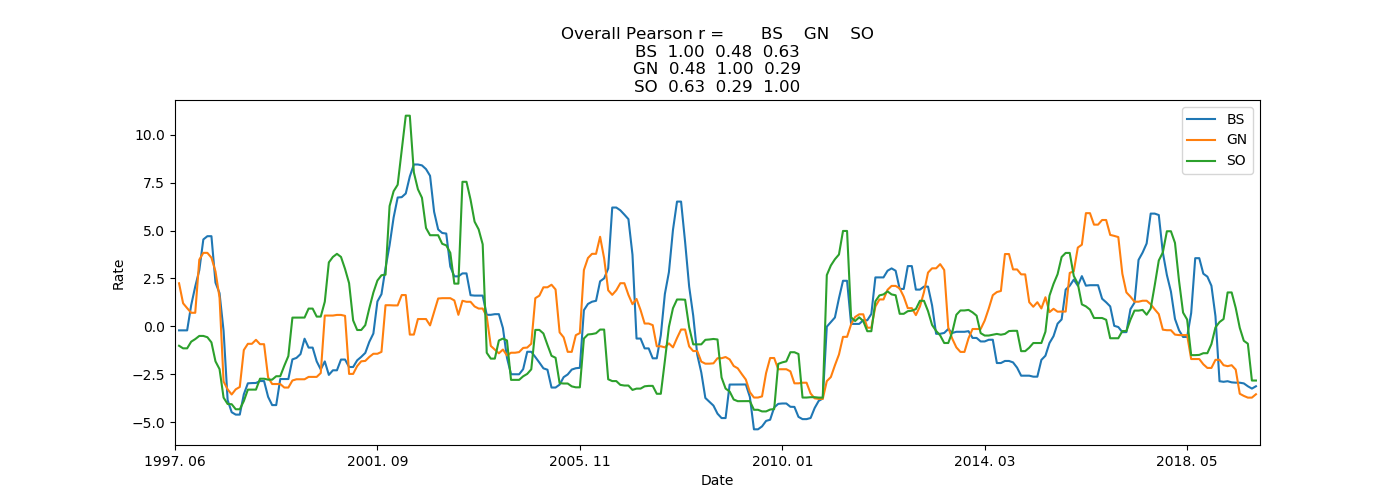 Overall Pearson r =        BS    GN    SO
BS  1.00  0.48  0.63
GN  0.48  1.00  0.29
SO  0.63  0.29  1.00
10.0
7.5
5.0
2.5
0.0
−2.5
−5.0
Rate
BS
GN
SO
1997. 06
2001. 09
2005. 11
2010. 01
2014. 03
2018. 05
Date